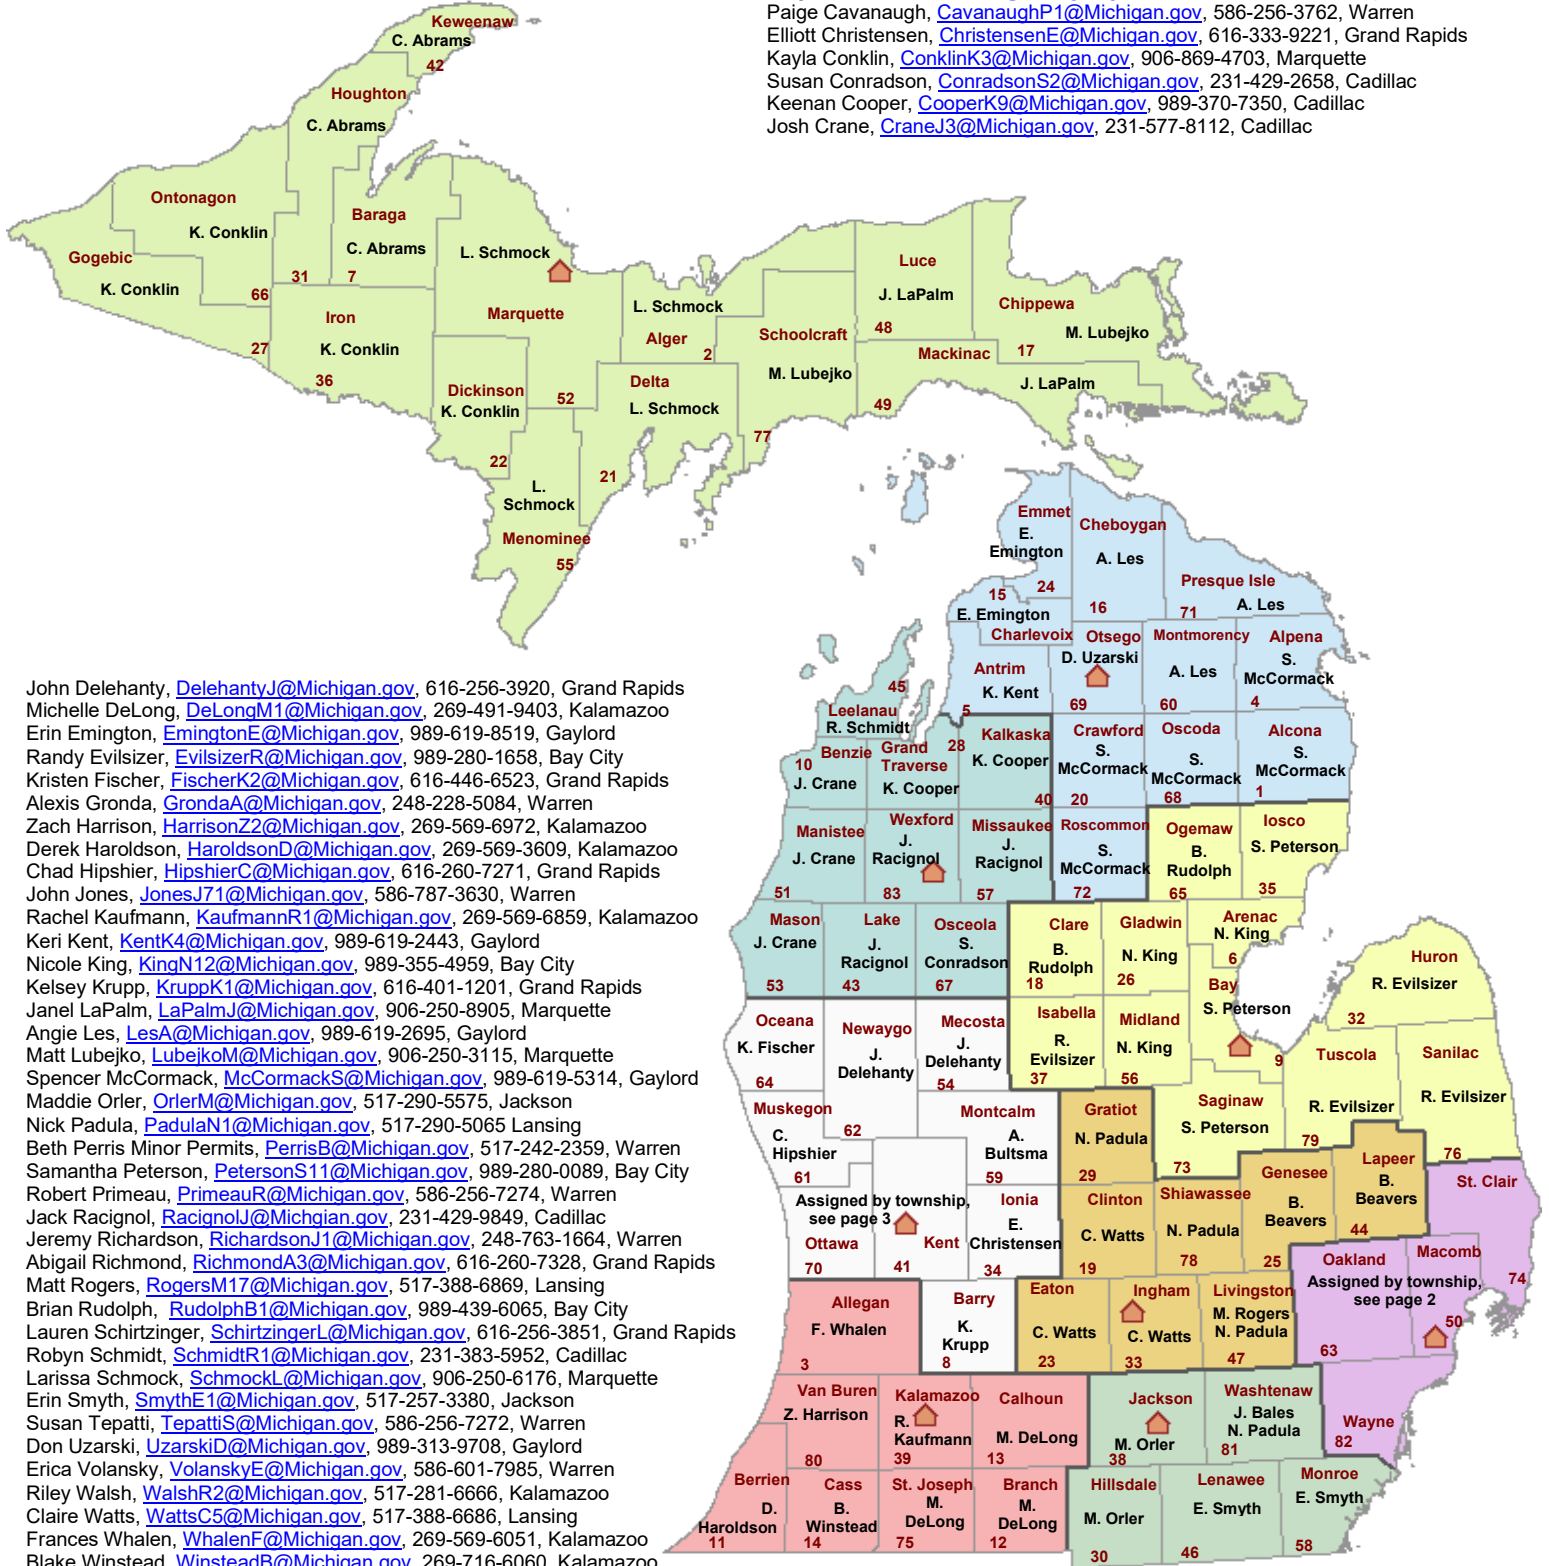 Paige Cavanaugh, CavanaughP1@Michigan.gov, 586-256-3762, Warren
Elliott Christensen, ChristensenE@Michigan.gov, 616-333-9221, Grand Rapids
Kayla Conklin, ConklinK3@Michigan.gov, 906-869-4703, Marquette
Susan Conradson, ConradsonS2@Michigan.gov, 231-429-2658, Cadillac
Keenan Cooper, CooperK9@Michigan.gov, 989-370-7350, Cadillac
Josh Crane, CraneJ3@Michigan.gov, 231-577-8112, Cadillac
Keweenaw
C. Abrams
42
Houghton
C. Abrams
31
Ontonagon
K. Conklin
66
Gogebic
K. Conklin
27
Baraga
C. Abrams
7
Iron
K. Conklin
36
L. Schmock
Marquette
52
Dickinson
K. Conklin
22
L.
Schmock
Menominee
55
L. Schmock
Alger
2
Delta
L. Schmock
21
Schoolcraft
M. Lubejko
77
Luce
J. LaPalm
48
Chippewa
M. Lubejko
17
Mackinac
J. LaPalm
49
Emmet
E.
Emington
24
Cheboygan
A. Les
16
Presque Isle
A. Les
71
15
E. Emington
Charlevoix
Antrim
K. Kent
5
Otsego
D. Uzarski
69
Montmorency
A. Les
60
Alpena
S.
McCormack
4
45
Leelanau
R. Schmidt
Benzie
10
J. Crane
Grand
Traverse
28
K. Cooper
Kalkaska
K. Cooper
40
Crawford
S.
McCormack
20
Oscoda
S.
McCormack
68
Alcona
S.
McCormack
1
Manistee
J. Crane
51
Wexford
J.
Racignol
83
Missaukee
J.
Racignol
57
Roscommon
S.
McCormack
72
Ogemaw
B.
Rudolph
65
Iosco
S. Peterson
35
Mason
J. Crane
53
Lake
J.
Racignol
43
Osceola
S.
Conradson
67
Clare
B.
Rudolph
18
Gladwin
N. King
26
Arenac
N. King
6
Bay
S. Peterson
9
Huron
R. Evilsizer
32
Oceana
K. Fischer
64
Newaygo
J.
Delehanty
62
Mecosta
J.
Delehanty
54
Isabella
R.
Evilsizer
37
Midland
N. King
56
Tuscola
R. Evilsizer
79
Sanilac
R. Evilsizer
76
Muskegon
C.
Hipshier
61
Montcalm
A.
Bultsma
59
Gratiot
N. Padula
29
Saginaw
S. Peterson
73
Genesee
B.
Beavers
25
Lapeer
B.
Beavers
44
St. Clair
74
Assigned by township,
see page 3
Ottawa
70
Kent
41
Ionia
E.
Christensen
34
Clinton
C. Watts
19
Shiawassee
N. Padula
78
Oakland
Macomb
Assigned by township,
see page 2
63
50
Allegan
F. Whalen
3
Barry
K.
Krupp
8
Eaton
C. Watts
23
Ingham
C. Watts
33
Livingston
M. Rogers
N. Padula
47
Van Buren
Z. Harrison
80
Kalamazoo
R.
Kaufmann
39
Calhoun
M. DeLong
13
Jackson
M. Orler
38
Washtenaw
J. Bales
N. Padula
81
Wayne
82
Berrien
D.
Haroldson
11
Cass
B.
Winstead
14
St. Joseph
M.
DeLong
75
Branch
M.
DeLong
12
Hillsdale
M. Orler
30
Lenawee
E. Smyth
46
Monroe
E. Smyth
58
John Delehanty, DelehantyJ@Michigan.gov, 616-256-3920, Grand Rapids
Michelle DeLong, DeLongM1@Michigan.gov, 269-491-9403, Kalamazoo
Erin Emington, EmingtonE@Michigan.gov, 989-619-8519, Gaylord
Randy Evilsizer, EvilsizerR@Michigan.gov, 989-280-1658, Bay City
Kristen Fischer, FischerK2@Michigan.gov, 616-446-6523, Grand Rapids
Alexis Gronda, GrondaA@Michigan.gov, 248-228-5084, Warren
Zach Harrison, HarrisonZ2@Michigan.gov, 269-569-6972, Kalamazoo
Derek Haroldson, HaroldsonD@Michigan.gov, 269-569-3609, Kalamazoo
Chad Hipshier, HipshierC@Michigan.gov, 616-260-7271, Grand Rapids
John Jones, JonesJ71@Michigan.gov, 586-787-3630, Warren
Rachel Kaufmann, KaufmannR1@Michigan.gov, 269-569-6859, Kalamazoo
Keri Kent, KentK4@Michigan.gov, 989-619-2443, Gaylord
Nicole King, KingN12@Michigan.gov, 989-355-4959, Bay City
Kelsey Krupp, KruppK1@Michigan.gov, 616-401-1201, Grand Rapids
Janel LaPalm, LaPalmJ@Michigan.gov, 906-250-8905, Marquette
Angie Les, LesA@Michigan.gov, 989-619-2695, Gaylord
Matt Lubejko, LubejkoM@Michigan.gov, 906-250-3115, Marquette
Spencer McCormack, McCormackS@Michigan.gov, 989-619-5314, Gaylord
Maddie Orler, OrlerM@Michigan.gov, 517-290-5575, Jackson
Nick Padula, PadulaN1@Michigan.gov, 517-290-5065 Lansing
Beth Perris Minor Permits, PerrisB@Michigan.gov, 517-242-2359, Warren
Samantha Peterson, PetersonS11@Michigan.gov, 989-280-0089, Bay City
Robert Primeau, PrimeauR@Michigan.gov, 586-256-7274, Warren
Jack Racignol, RacignolJ@Michgian.gov, 231-429-9849, Cadillac
Jeremy Richardson, RichardsonJ1@Michigan.gov, 248-763-1664, Warren
Abigail Richmond, RichmondA3@Michigan.gov, 616-260-7328, Grand Rapids
Matt Rogers, RogersM17@Michigan.gov, 517-388-6869, Lansing
Brian Rudolph, RudolphB1@Michigan.gov, 989-439-6065, Bay City
Lauren Schirtzinger, SchirtzingerL@Michigan.gov, 616-256-3851, Grand Rapids
Robyn Schmidt, SchmidtR1@Michigan.gov, 231-383-5952, Cadillac
Larissa Schmock, SchmockL@Michigan.gov, 906-250-6176, Marquette
Erin Smyth, SmythE1@Michigan.gov, 517-257-3380, Jackson
Susan Tepatti, TepattiS@Michigan.gov, 586-256-7272, Warren
Don Uzarski, UzarskiD@Michigan.gov, 989-313-9708, Gaylord
Erica Volansky, VolanskyE@Michigan.gov, 586-601-7985, Warren
Riley Walsh, WalshR2@Michigan.gov, 517-281-6666, Kalamazoo
Claire Watts, WattsC5@Michigan.gov, 517-388-6686, Lansing
Frances Whalen, WhalenF@Michigan.gov, 269-569-6051, Kalamazoo
Blake Winstead, WinsteadB@Michigan.gov, 269-716-6060, Kalamazoo